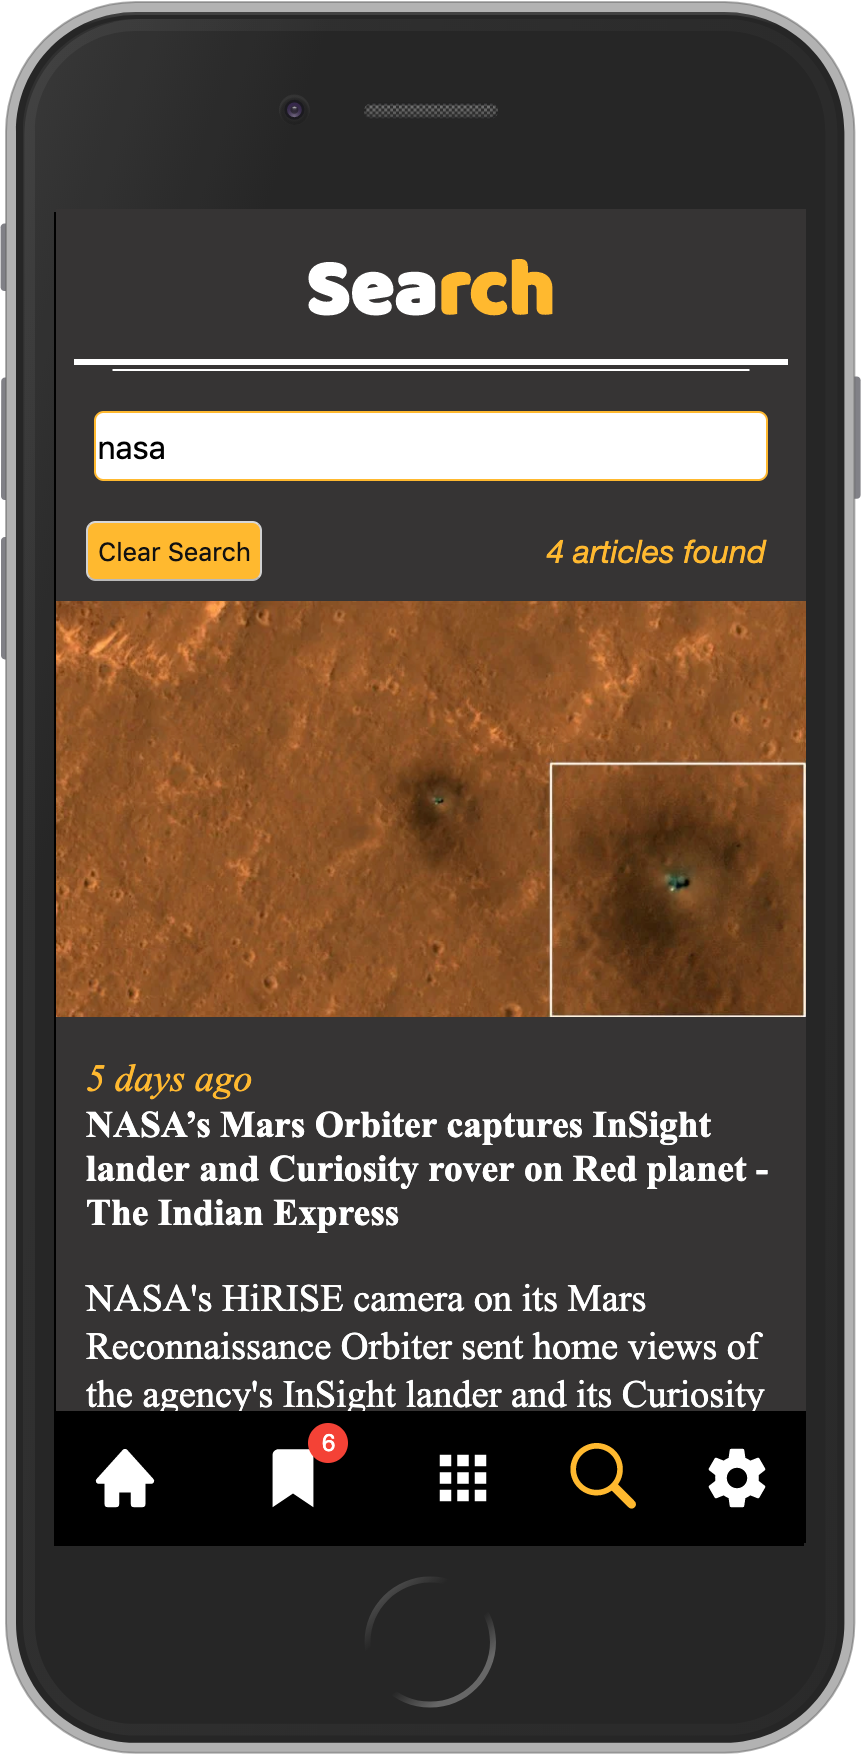 Search
nasa
Clear Search
4 articles found
5 days ago
NASA’s Mars Orbiter captures InSight
lander and Curiosity rover on Red planet -
The Indian Express
NASA's HiRISE camera on its Mars
Reconnaissance Orbiter sent home views of
the agency's InSight lander and its Curiosity
6